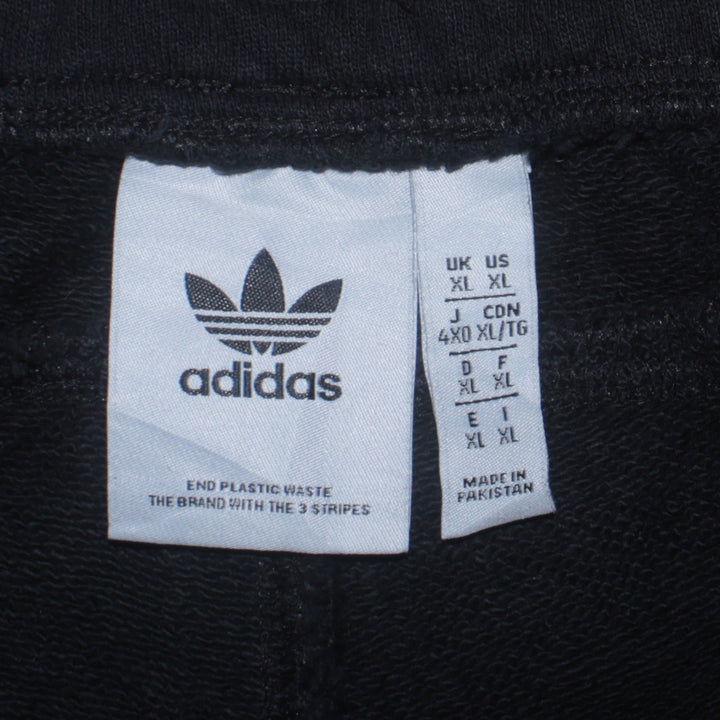 adidas
END PLASTIC WASTE
THE BRAND WITH THE 3 STRIPES
UK US
XL XL
J CDN
4XO XL/TG
D F
XL XL
E I
XL XL
MADE IN
PAKISTAN